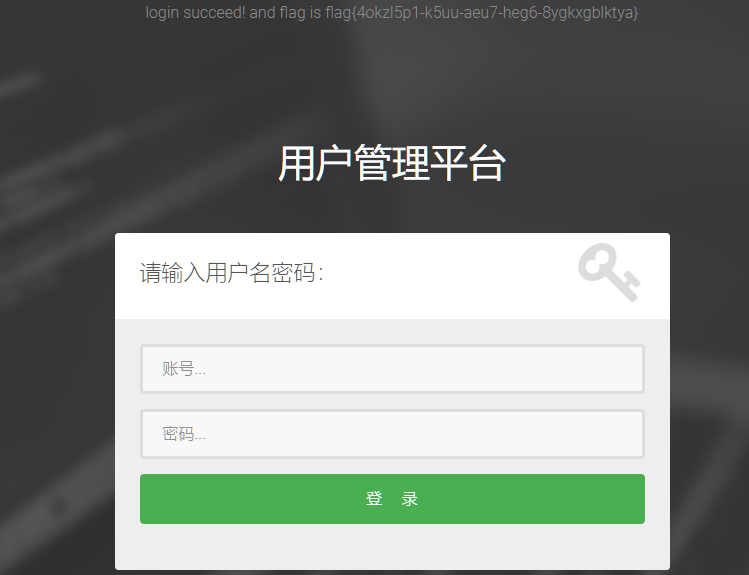 login succeed! and flag is flag{4okzl5p1-k5uu-aeu7-heg6-8ygkxgblktya}
用户管理平台
请输入用户名密码：
账号...
密码...
登 录